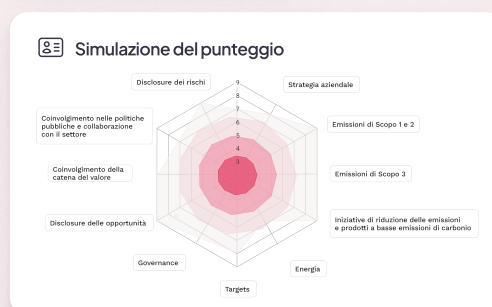 Simulazione del punteggio
Disclosure dei rischi
9
Strategia aziendale
8
7
Coinvolgimento nelle politiche
pubbliche e collaborazione
con il settore
6
Emissioni di Scopo 1 e 2
5
4
3
Coinvolgimento della
catena del valore
Emissioni di Scopo 3
Disclosure delle opportunità
Iniziative di riduzione delle emissioni
e prodotti a basse emissioni di carbonio
Governance
Energia
Targets